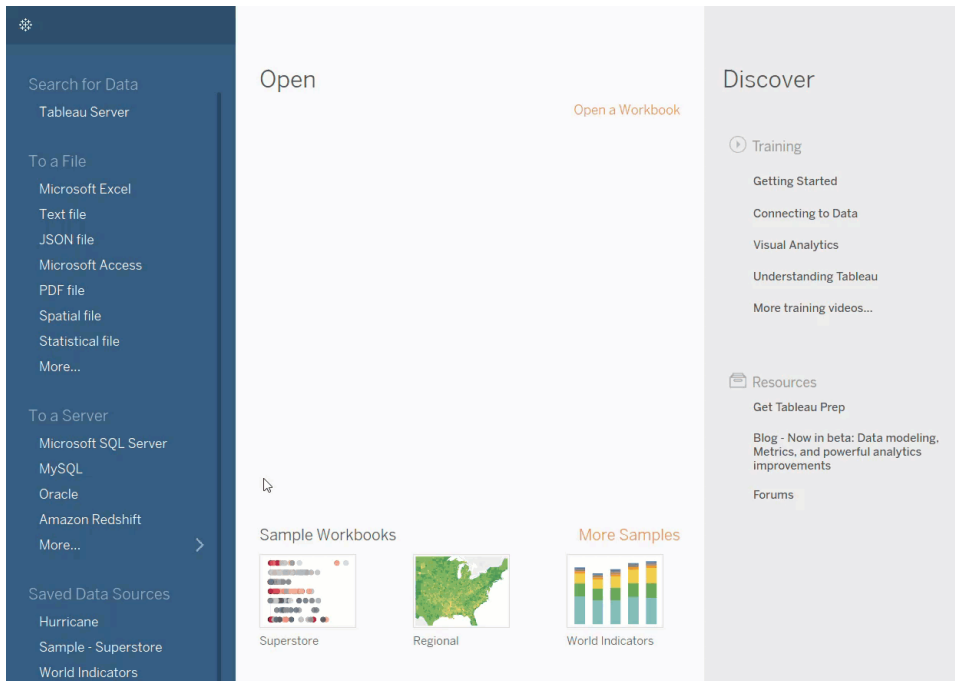 Search for Data
Tableau Server
To a File
Microsoft Excel
Text file
JSON file
Microsoft Access
PDF file
Spatial file
Statistical file
More...
To a Server
Microsoft SQL Server
MySQL
Oracle
Amazon Redshift
More...
Saved Data Sources
Hurricane
Sample - Superstore
World Indicators
Open
Open a Workbook
Sample Workbooks
More Samples
Superstore
Regional
World Indicators
Discover
Training
Getting Started
Connecting to Data
Visual Analytics
Understanding Tableau
More training videos...
Resources
Get Tableau Prep
Blog - Now in beta: Data modeling,
Metrics, and powerful analytics
improvements
Forums